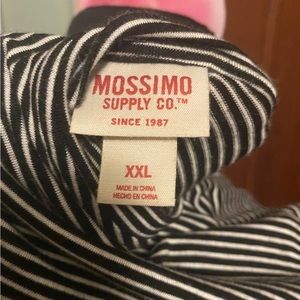 MOSSIMO
SUPPLY CO.™
SINCE 1987
XXL
MADE IN CHINA
HECHO EN CHINA